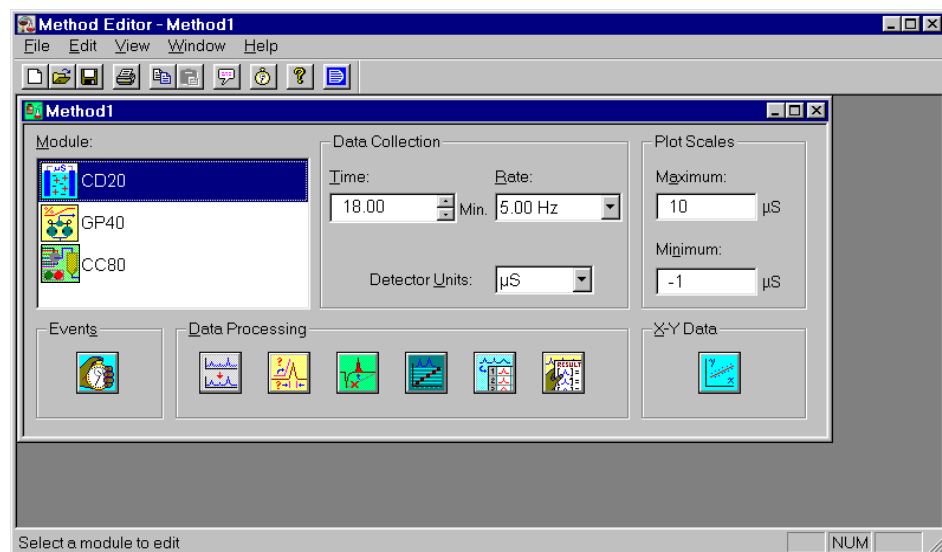 Method Editor - Method1
File Edit View Window Help
Method1
Module:
CD20
GP40
CC80
Data Collection
Time: Rate:
18.00 Min. 5.00 Hz
Detector Units: µS
Plot Scales
Maximum:
10 µS
Minimum:
-1 µS
Events
Data Processing
X-Y Data
Select a module to edit
NUM